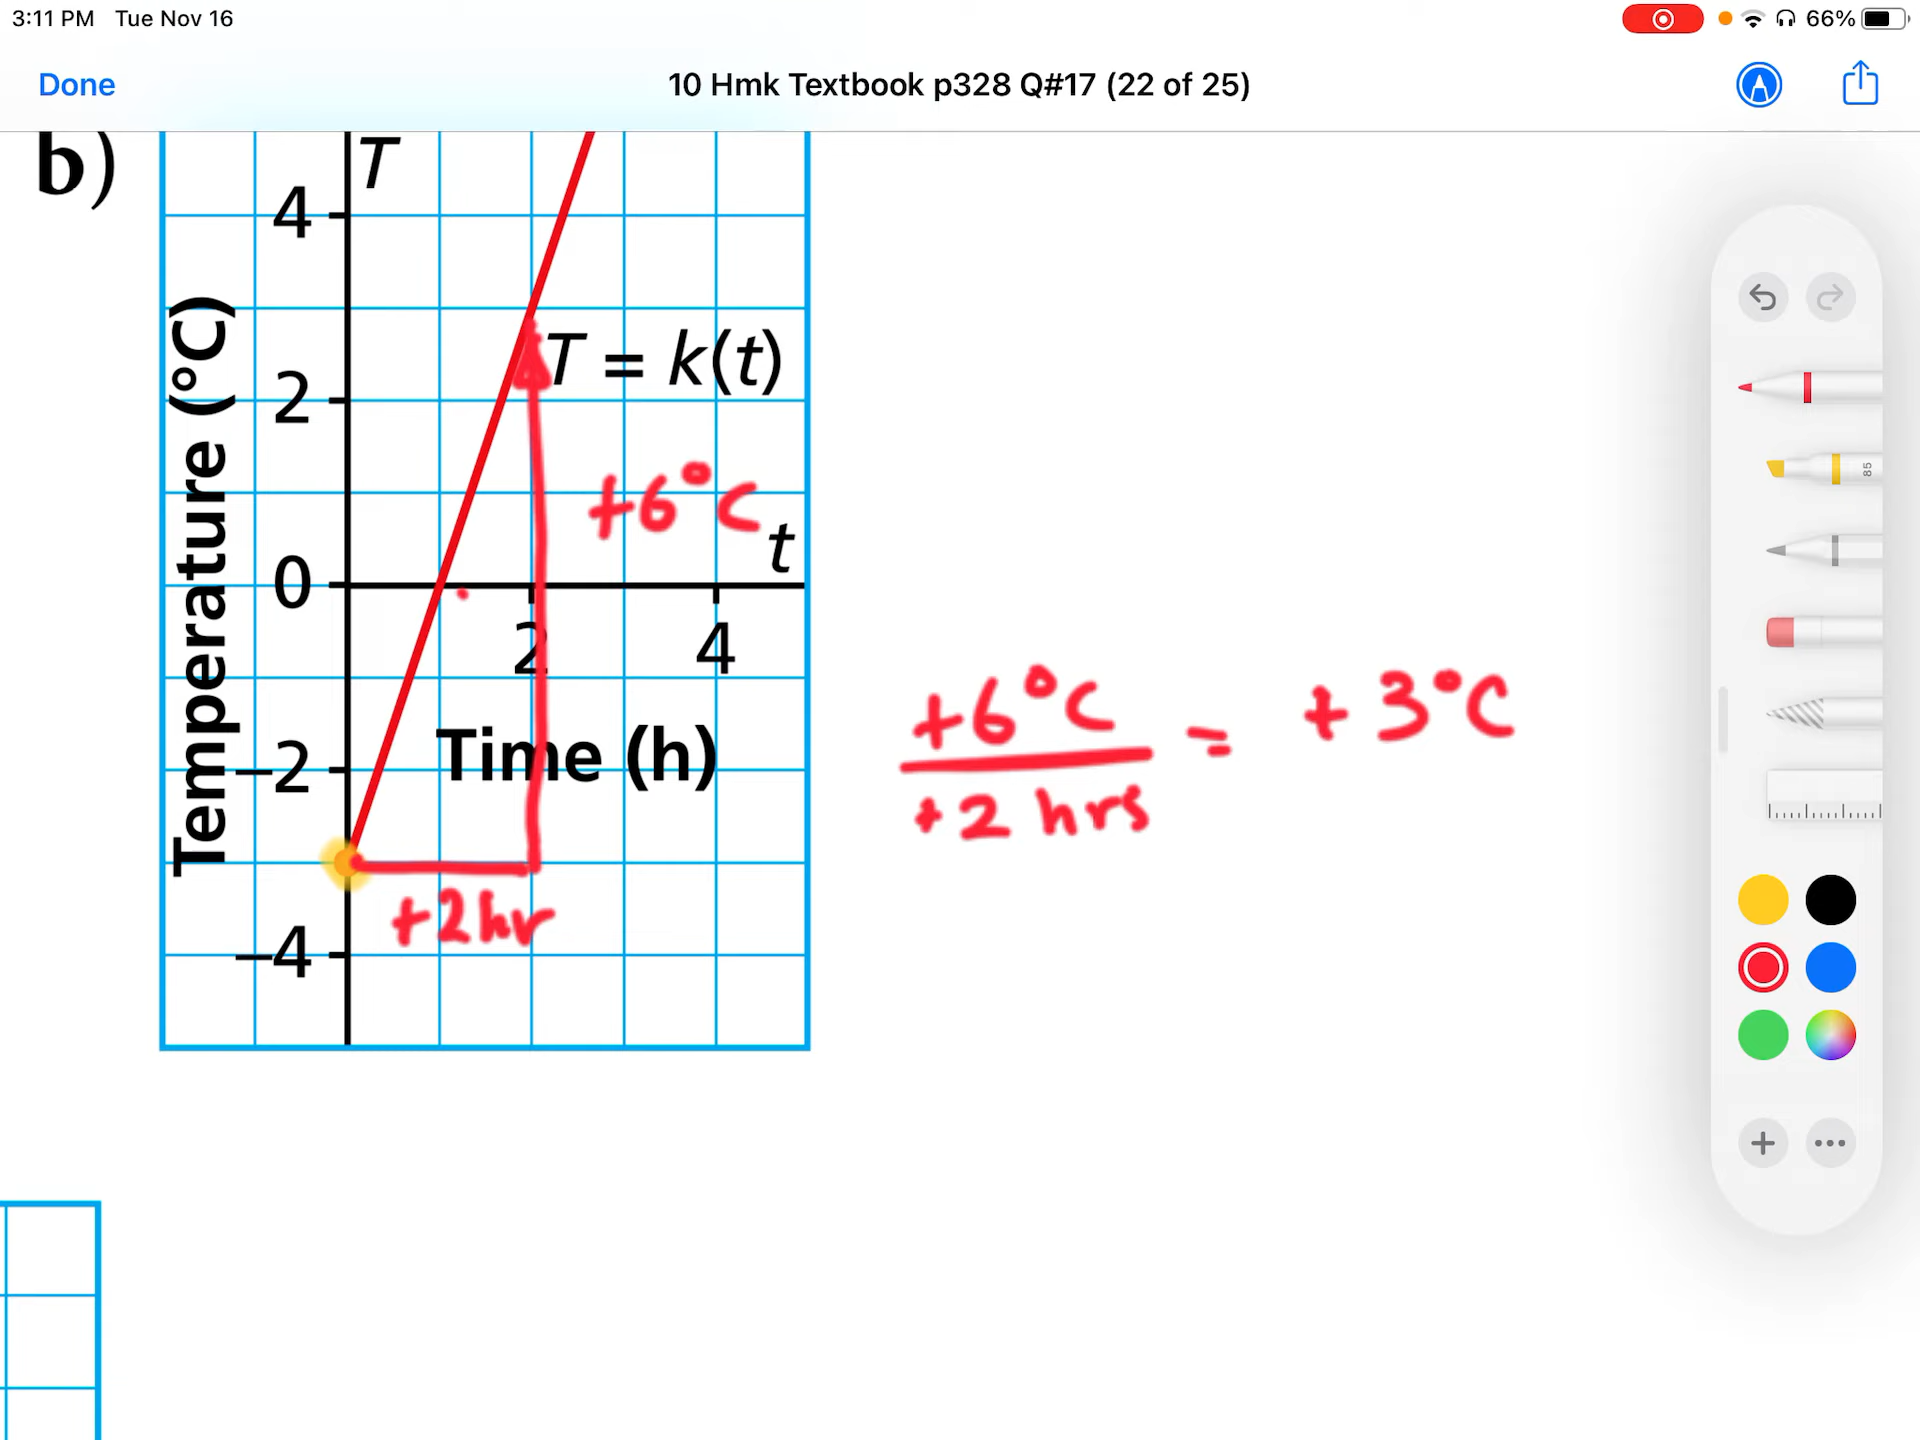 3:11 PM Tue Nov 16
66%
Done
10 Hmk Textbook p328 Q#17 (22 of 25)
b)
T
4
T = k(t)
2
+6°C
t
0
2
4
Temperature (°C)
+6°C = +3°C
+2 hrs
Time (h)
-2
+2hr
-4
85